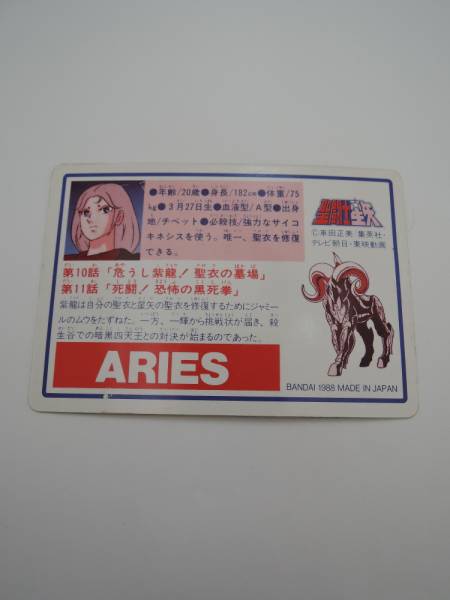 ●年齢/20歳●身長/182cm●体重/75
kg●3月27日生●血液型/A型●出身
地/チベット●必殺技/強力なサイコ
キネシスを使う。唯一、聖衣を修復
できる。
聖闘士星矢
©車田正美 集英社・
テレビ朝日・東映動画
第10話「危うし紫龍！聖衣の墓場」
第11話「死闘！恐怖の黒死拳」
紫龍は自分の聖衣と星矢の聖衣を修復するためにジャミー
ルのムウをたずねた。一方、一輝から挑戦状が届き、殺
生谷での暗黒四天王との対決が始まるのであった。
ARIES
BANDAI 1988 MADE IN JAPAN